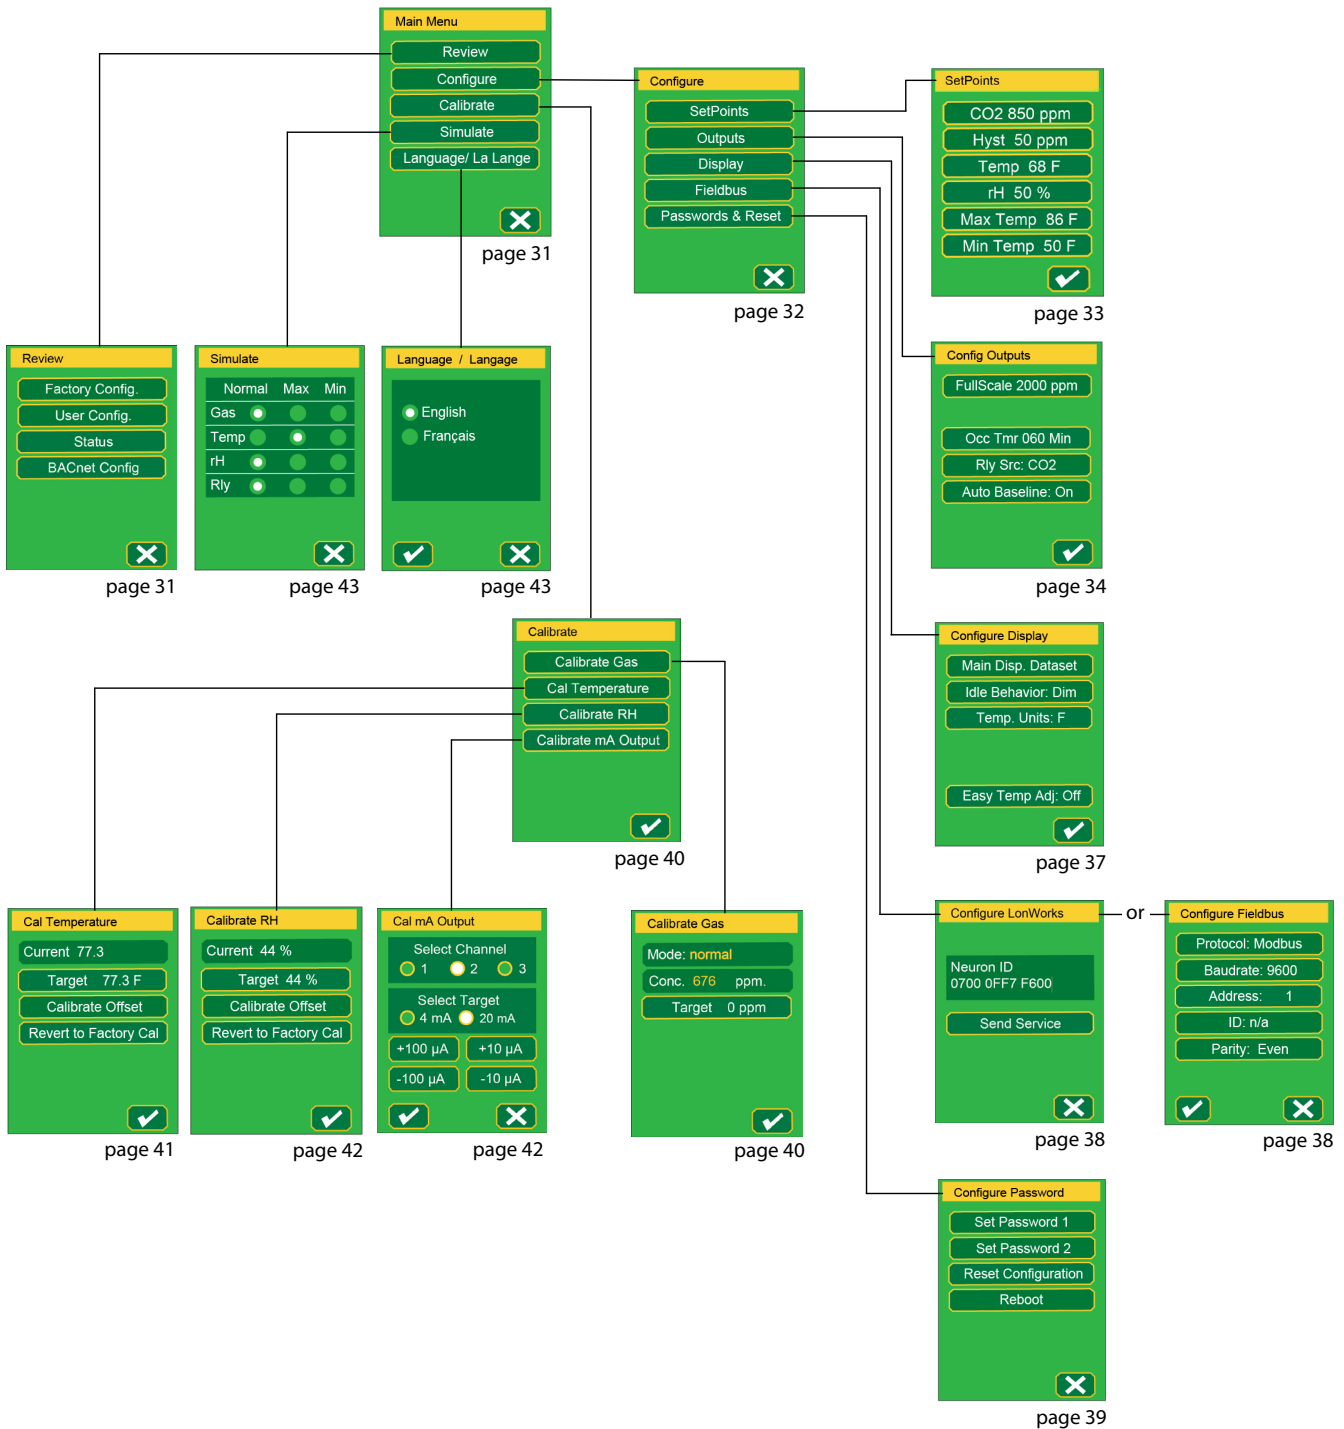 Main Menu
Review
Configure
Calibrate
Simulate
Language/ La Lange
page 31
Configure
SetPoints
Outputs
Display
Fieldbus
Passwords & Reset
page 32
SetPoints
CO2 850 ppm
Hyst 50 ppm
Temp 68 F
rH 50 %
Max Temp 86 F
Min Temp 50 F
page 33
Review
Factory Config.
User Config.
Status
BACnet Config
page 31
Simulate
Normal Max Min
Gas
Temp
rH
Rly
page 43
Language / Langage
English
Français
page 43
Config Outputs
FullScale 2000 ppm
Occ Tmr 060 Min
Rly Src: CO2
Auto Baseline: On
page 34
Calibrate
Calibrate Gas
Cal Temperature
Calibrate RH
Calibrate mA Output
page 40
Configure Display
Main Disp. Dataset
Idle Behavior: Dim
Temp. Units: F
Easy Temp Adj: Off
page 37
Cal Temperature
Current 77.3
Target 77.3 F
Calibrate Offset
Revert to Factory Cal
page 41
Calibrate RH
Current 44 %
Target 44 %
Calibrate Offset
Revert to Factory Cal
page 42
Cal mA Output
Select Channel
1 2 3
Select Target
4 mA 20 mA
+100 µA +10 µA
-100 µA -10 µA
page 42
Calibrate Gas
Mode: normal
Conc. 676 ppm.
Target 0 ppm
page 40
Configure LonWorks
Neuron ID
0700 0FF7 F600
Send Service
page 38
or
Configure Fieldbus
Protocol: Modbus
Baudrate: 9600
Address: 1
ID: n/a
Parity: Even
page 38
Configure Password
Set Password 1
Set Password 2
Reset Configuration
Reboot
page 39